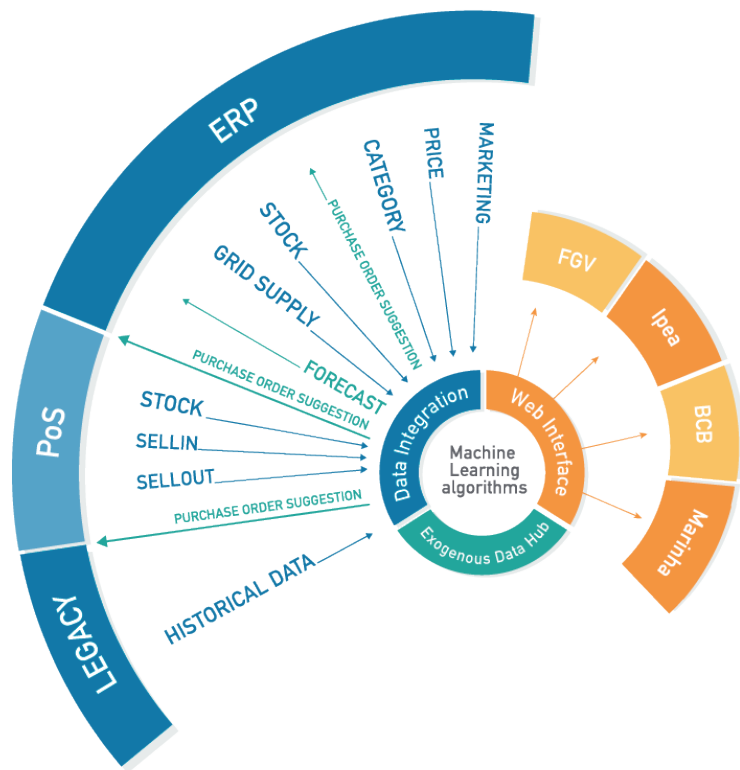 ERP
MARKETING
PRICE
CATEGORY
PURCHASE ORDER SUGGESTION
STOCK
GRID SUPPLY
FORECAST
PURCHASE ORDER SUGGESTION
PoS
STOCK
SELLIN
SELLOUT
PURCHASE ORDER SUGGESTION
LEGACY
HISTORICAL DATA
Data Integration
Web Interface
Exogenous Data Hub
Machine
Learning
algorithms
FGV
Ipea
BCB
Marinha